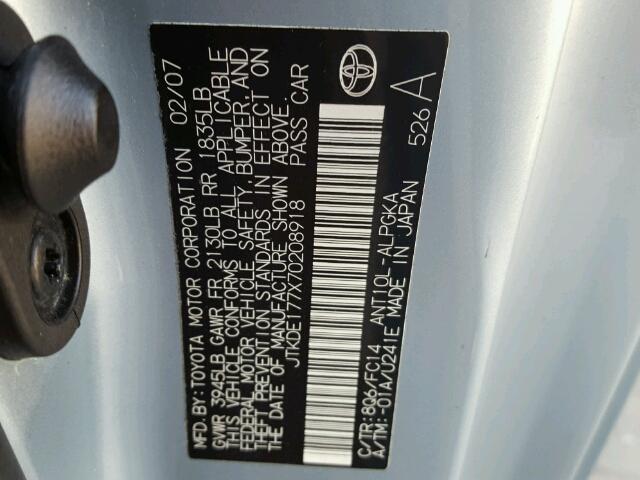 MFD. BY: TOYOTA MOTOR CORPORATION 02/07
GVWR 3945LB GAWR FR 2130LB RR 1835LB
THIS VEHICLE CONFORMS TO ALL APPLICABLE
FEDERAL MOTOR VEHICLE SAFETY, BUMPER, AND
THEFT PREVENTION STANDARDS IN EFFECT ON
THE DATE OF MANUFACTURE SHOWN ABOVE.
JTKDE177X70208918 PASS CAR
C/TR:8Q6/FC14 ANT10L-ALPGKA
A/TM:-01A/U241E MADE IN JAPAN 526 A